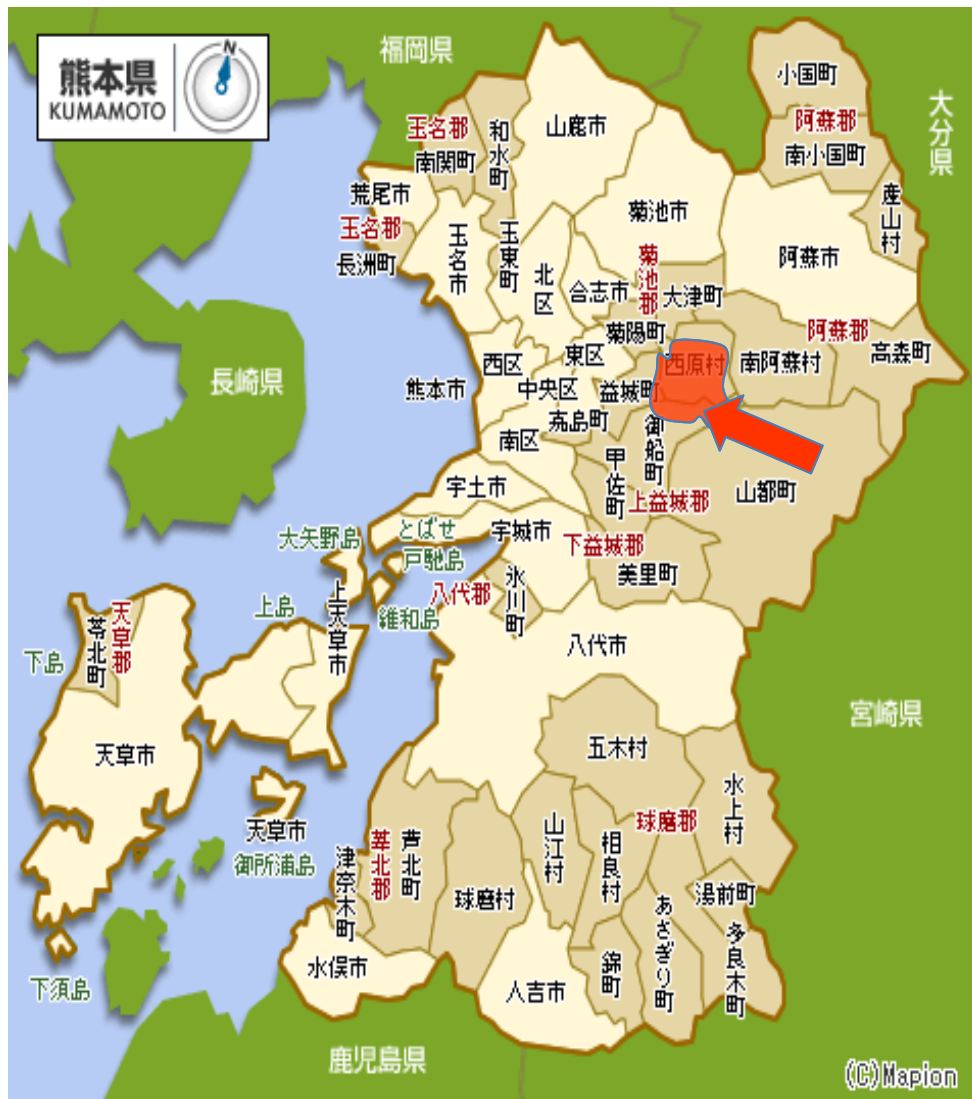 熊本県
KUMAMOTO
N
福岡県
大分県
小国町
阿蘇郡
南小国町
産山村
玉名郡
南関町
和水町
山鹿市
荒尾市
玉名郡
長洲町
玉名市
玉東町
菊池市
阿蘇市
北区
合志市
菊池郡
大津町
菊陽町
阿蘇郡
高森町
南阿蘇村
西原村
西区
東区
中央区
益城町
熊本市
長崎県
嘉島町
御船町
南区
甲佐町
上益城郡
山都町
宇土市
とばせ
戸馳島
大矢野島
宇城市
下益城郡
美里町
八代郡
氷川町
維和島
上島
上天草市
天草郡
苓北町
下島
八代市
宮崎県
天草市
五木村
水上村
天草市
御所浦島
球磨郡
山江村
相良村
津奈木町
葦北郡
芦北町
球磨村
湯前町
あさぎり町
多良木町
水俣市
人吉市
錦町
下須島
鹿児島県
(C)Mapion